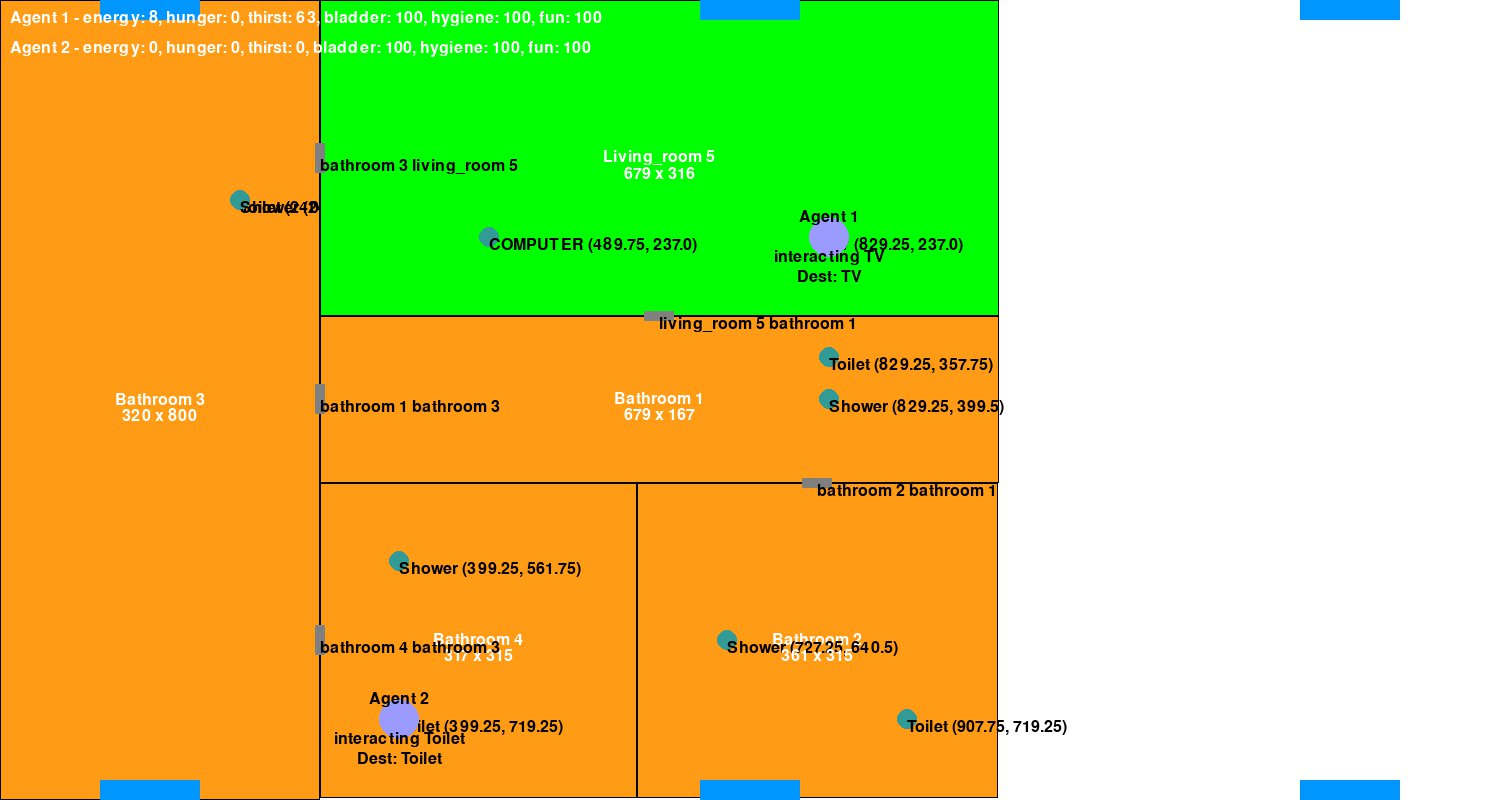 Agent 1 - energy: 8, hunger: 0, thirst: 63, bladder: 100, hygiene: 100, fun: 100
Agent 2 - energy: 0, hunger: 0, thirst: 0, bladder: 100, hygiene: 100, fun: 100
Living_room 5
679 x 316
bathroom 3 living_room 5
Agent 1
COMPUTER (489.75, 237.0)
(829.25, 237.0)
interacting TV
Dest: TV
living_room 5 bathroom 1
Toilet (829.25, 357.75)
Bathroom 3
320 x 800
bathroom 1 bathroom 3
Bathroom 1
679 x 167
Shower (829.25, 399.5)
bathroom 2 bathroom 1
Shower (399.25, 561.75)
Bathroom 4
317 x 315
bathroom 4 bathroom 3
Bathroom 2
361 x 315
Shower (727.25, 640.5)
Agent 2
(399.25, 719.25)
interacting Toilet
Dest: Toilet
Toilet (907.75, 719.25)